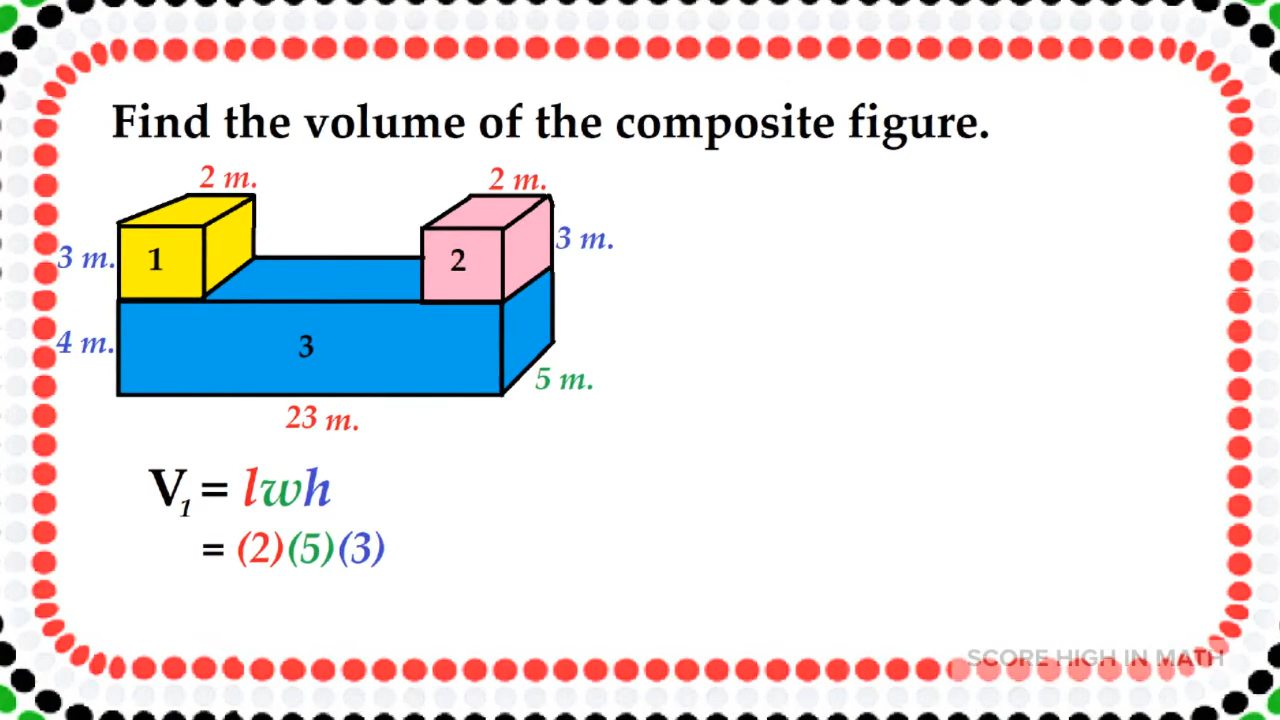 Find the volume of the composite figure.
2 m.
2 m.
3 m.
1
2
3 m.
4 m.
3
5 m.
23 m.
V₁ = lwh
= (2)(5)(3)
SCORE HIGH IN MATH